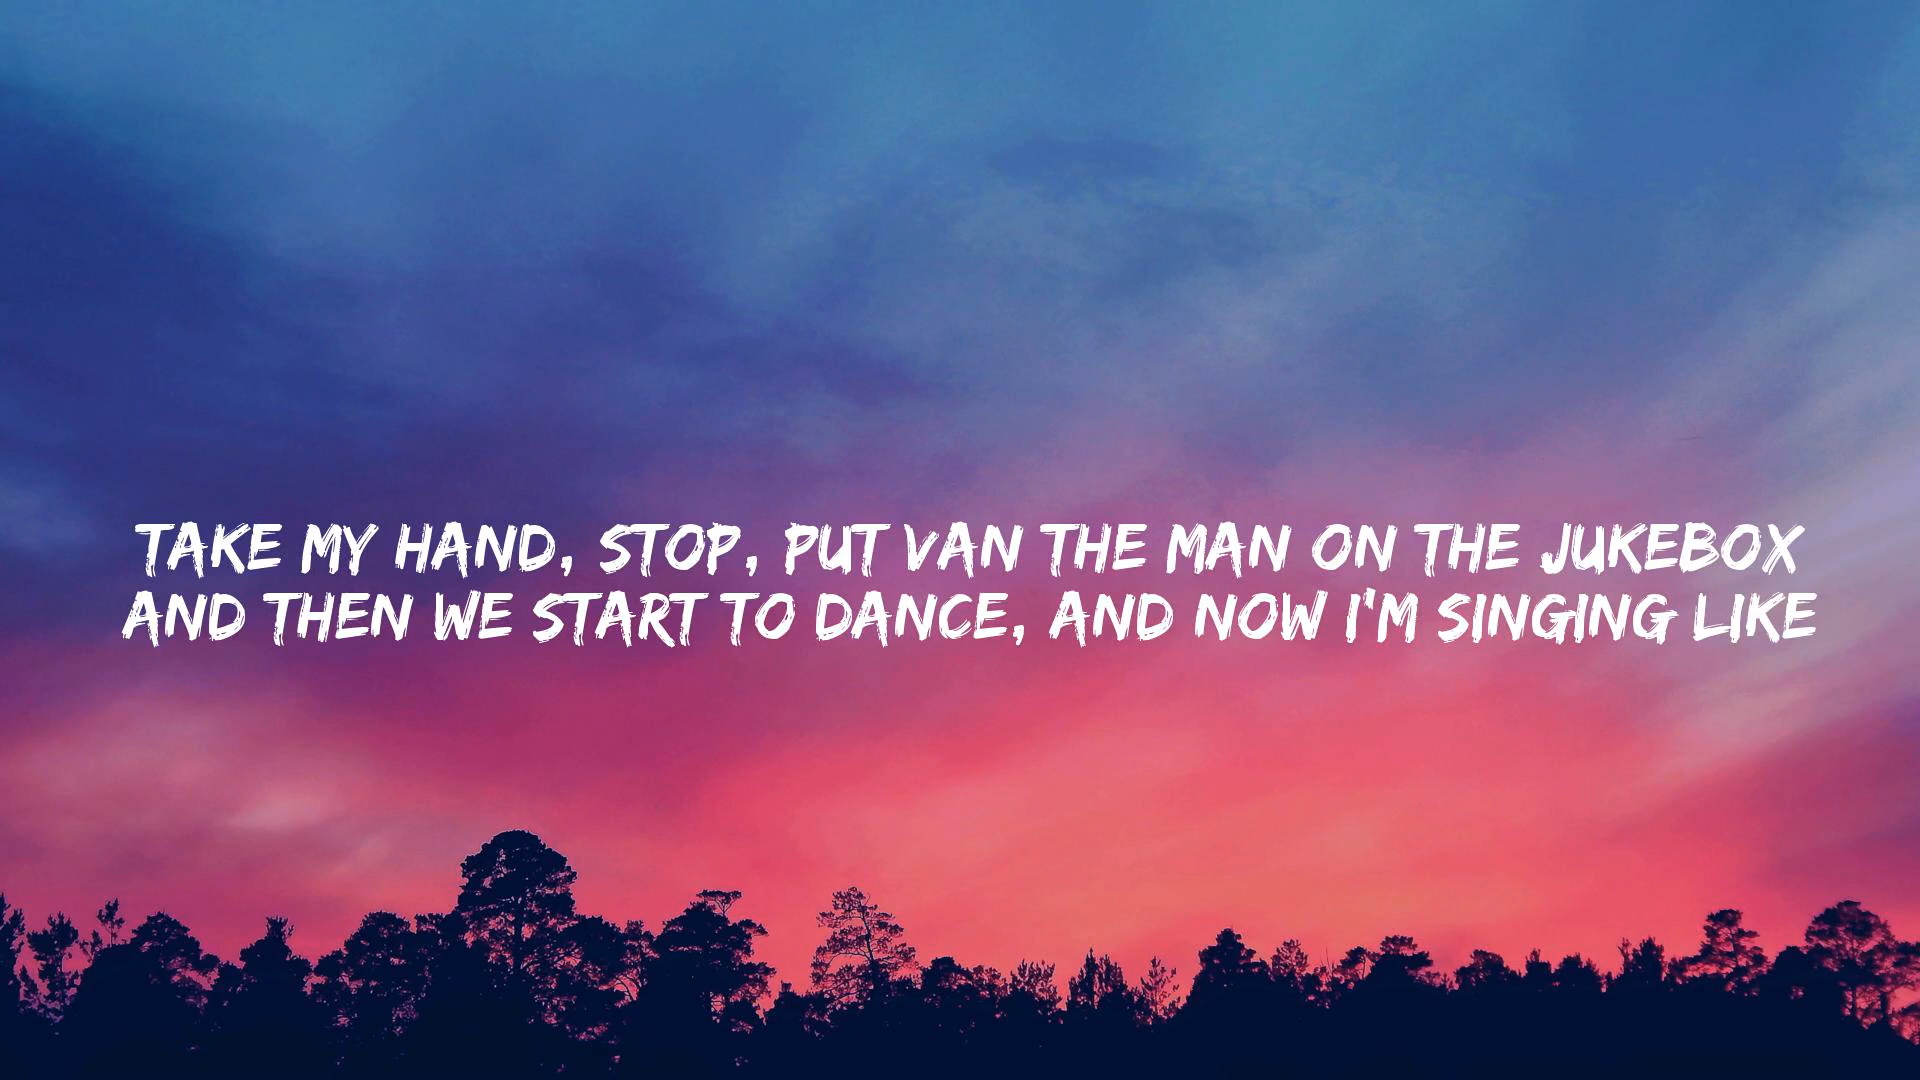 TAKE MY HAND, STOP, PUT VAN THE MAN ON THE JUKEBOX
AND THEN WE START TO DANCE, AND NOW I'M SINGING LIKE